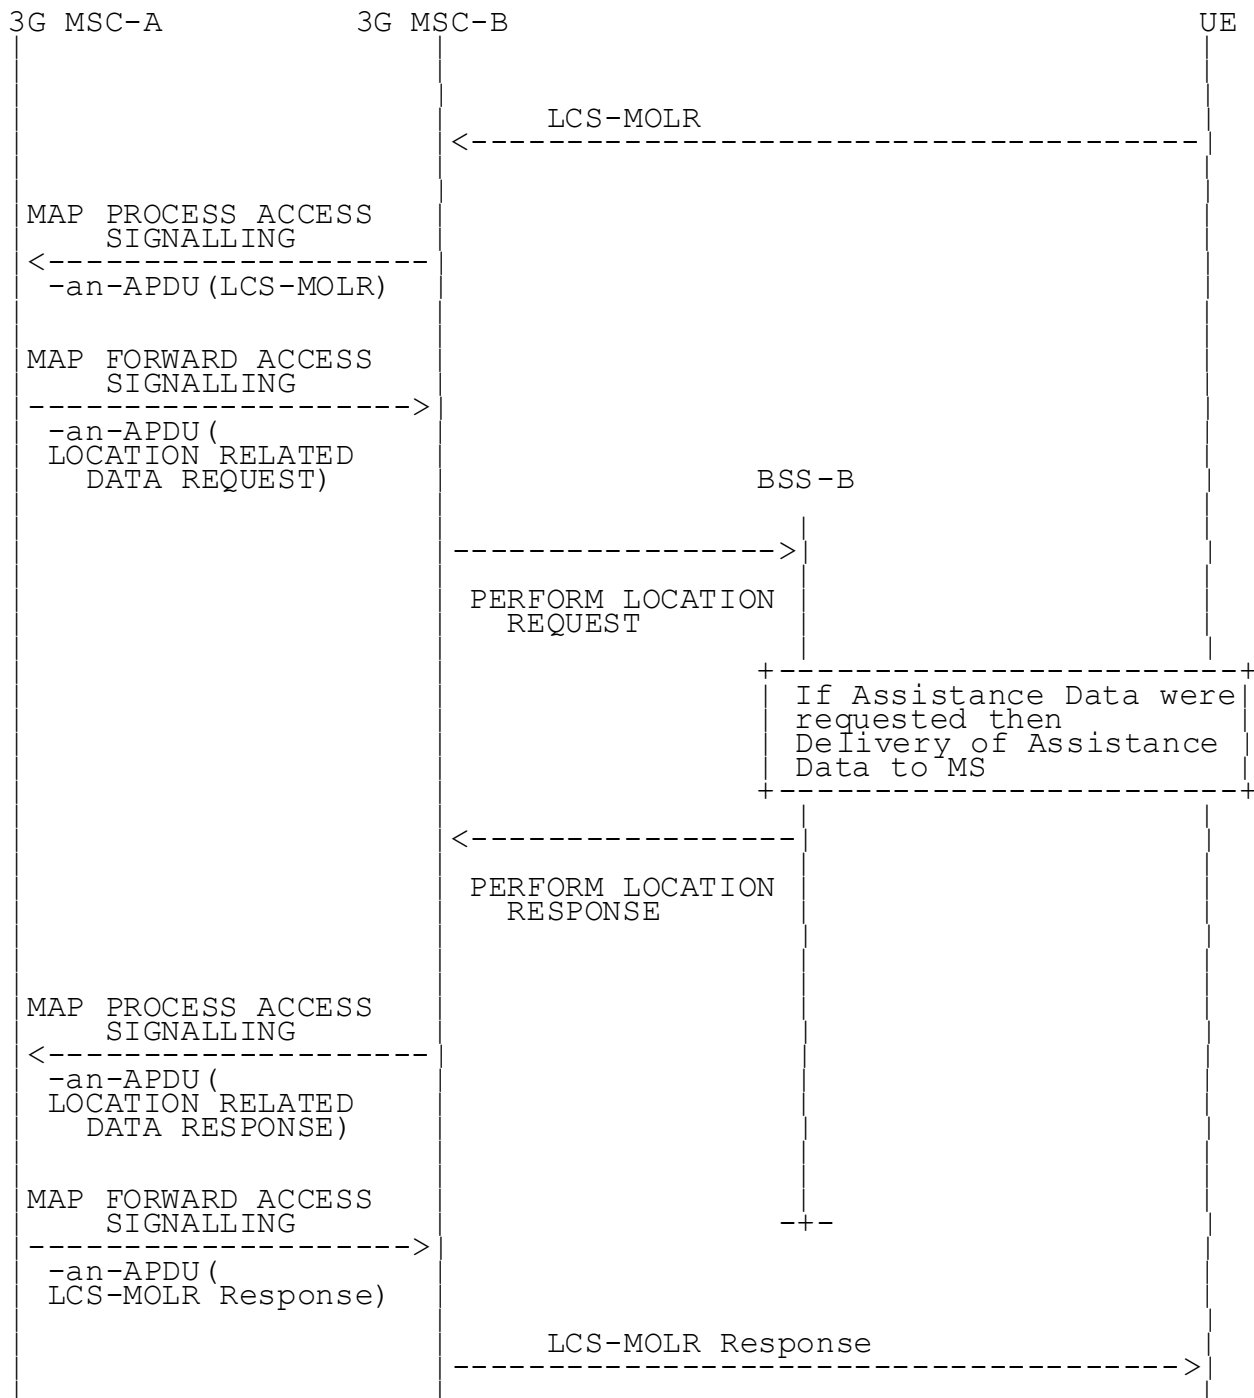 3G MSC-A 3G MSC-B UE
LCS-MOLR
MAP PROCESS ACCESS
SIGNALLING
-an-APDU(LCS-MOLR)
MAP FORWARD ACCESS
SIGNALLING
-an-APDU(
LOCATION RELATED
DATA REQUEST)
BSS-B
PERFORM LOCATION
REQUEST
If Assistance Data were
requested then
Delivery of Assistance
Data to MS
PERFORM LOCATION
RESPONSE
MAP PROCESS ACCESS
SIGNALLING
-an-APDU(
LOCATION RELATED
DATA RESPONSE)
MAP FORWARD ACCESS
SIGNALLING
-an-APDU(
LCS-MOLR Response)
LCS-MOLR Response